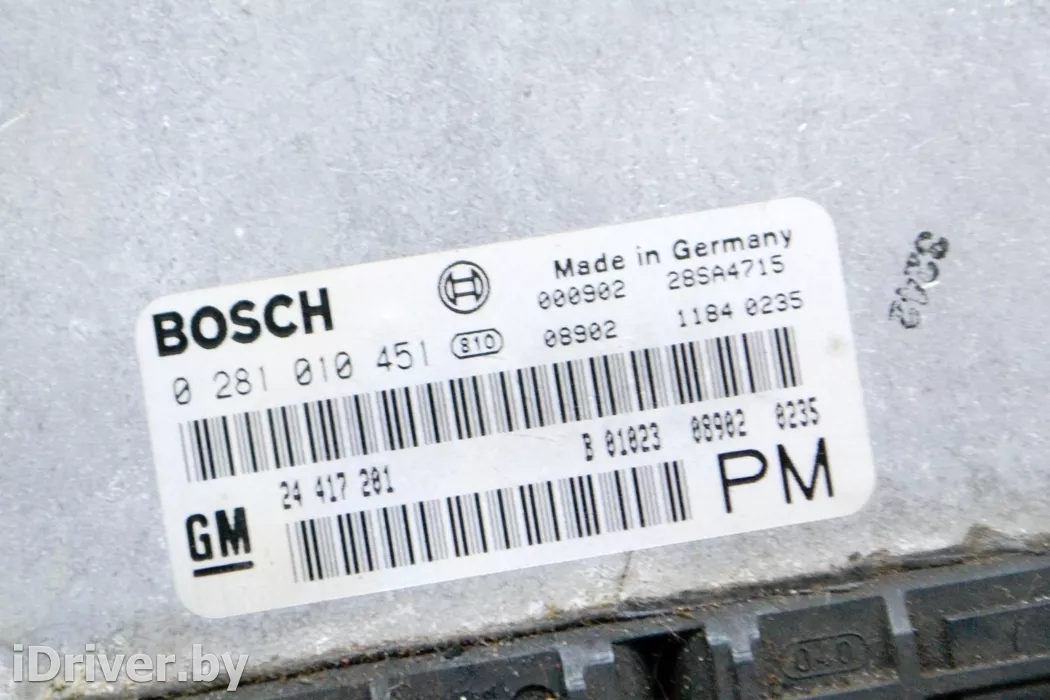 BOSCH
Made in Germany
000902 28SA4715
0 281 010 451 810 08902 1184 0235
B 01023 08902 0235
24 417 201
GM
PM
iDriver.by